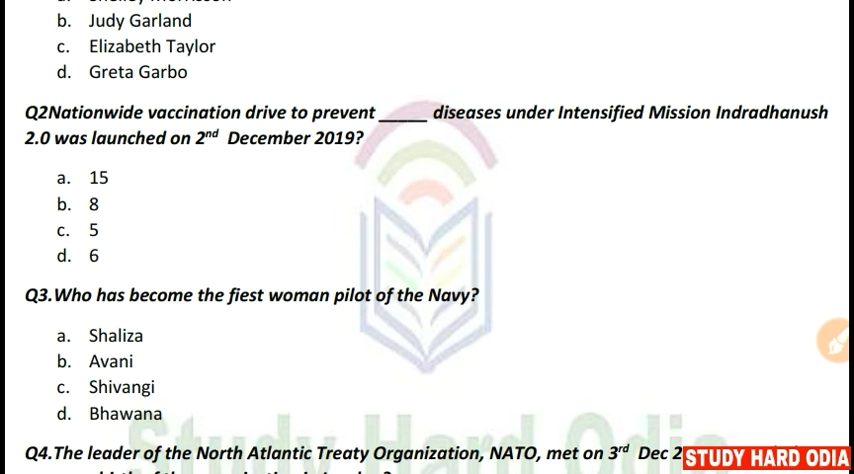 b. Judy Garland
c. Elizabeth Taylor
d. Greta Garbo
Q2Nationwide vaccination drive to prevent _____ diseases under Intensified Mission Indradhanush
2.0 was launched on 2nd December 2019?
a. 15
b. 8
c. 5
d. 6
Q3.Who has become the fiest woman pilot of the Navy?
a. Shaliza
b. Avani
c. Shivangi
d. Bhawana
Study Hard Odia
Q4.The leader of the North Atlantic Treaty Organization, NATO, met on 3rd Dec 2
STUDY HARD ODIA